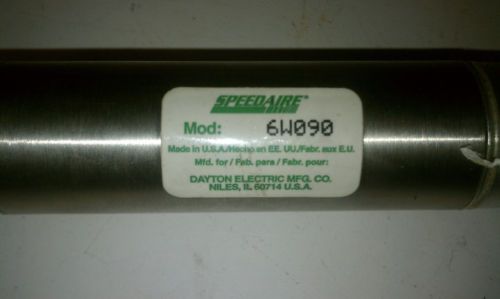 SPEEDAIRE®
Mod: 6W090
Made in U.S.A./Hecho en EE. UU./Fabr. aux E.U.
Mfd. for / Fab. para / Fabr. pour:
DAYTON ELECTRIC MFG. CO.
NILES, IL 60714 U.S.A.